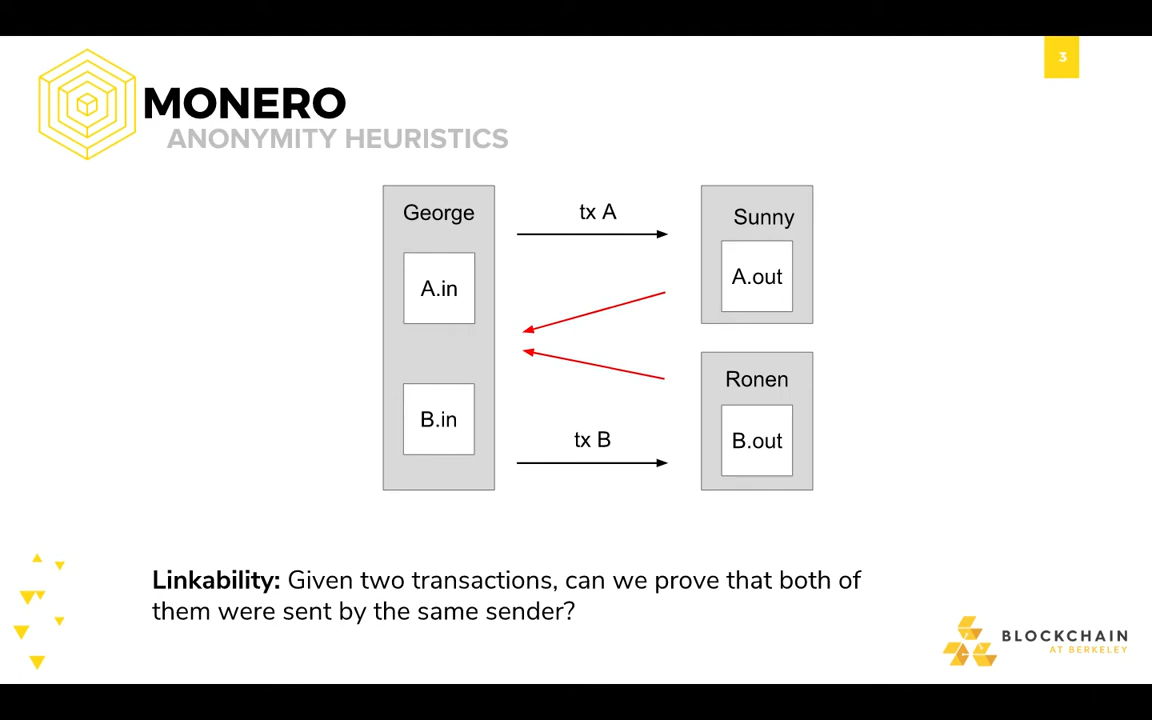 3
MONERO
ANONYMITY HEURISTICS
George
tx A
Sunny
A.in
A.out
Ronen
B.in
tx B
B.out
Linkability: Given two transactions, can we prove that both of
them were sent by the same sender?
BLOCKCHAIN
AT BERKELEY